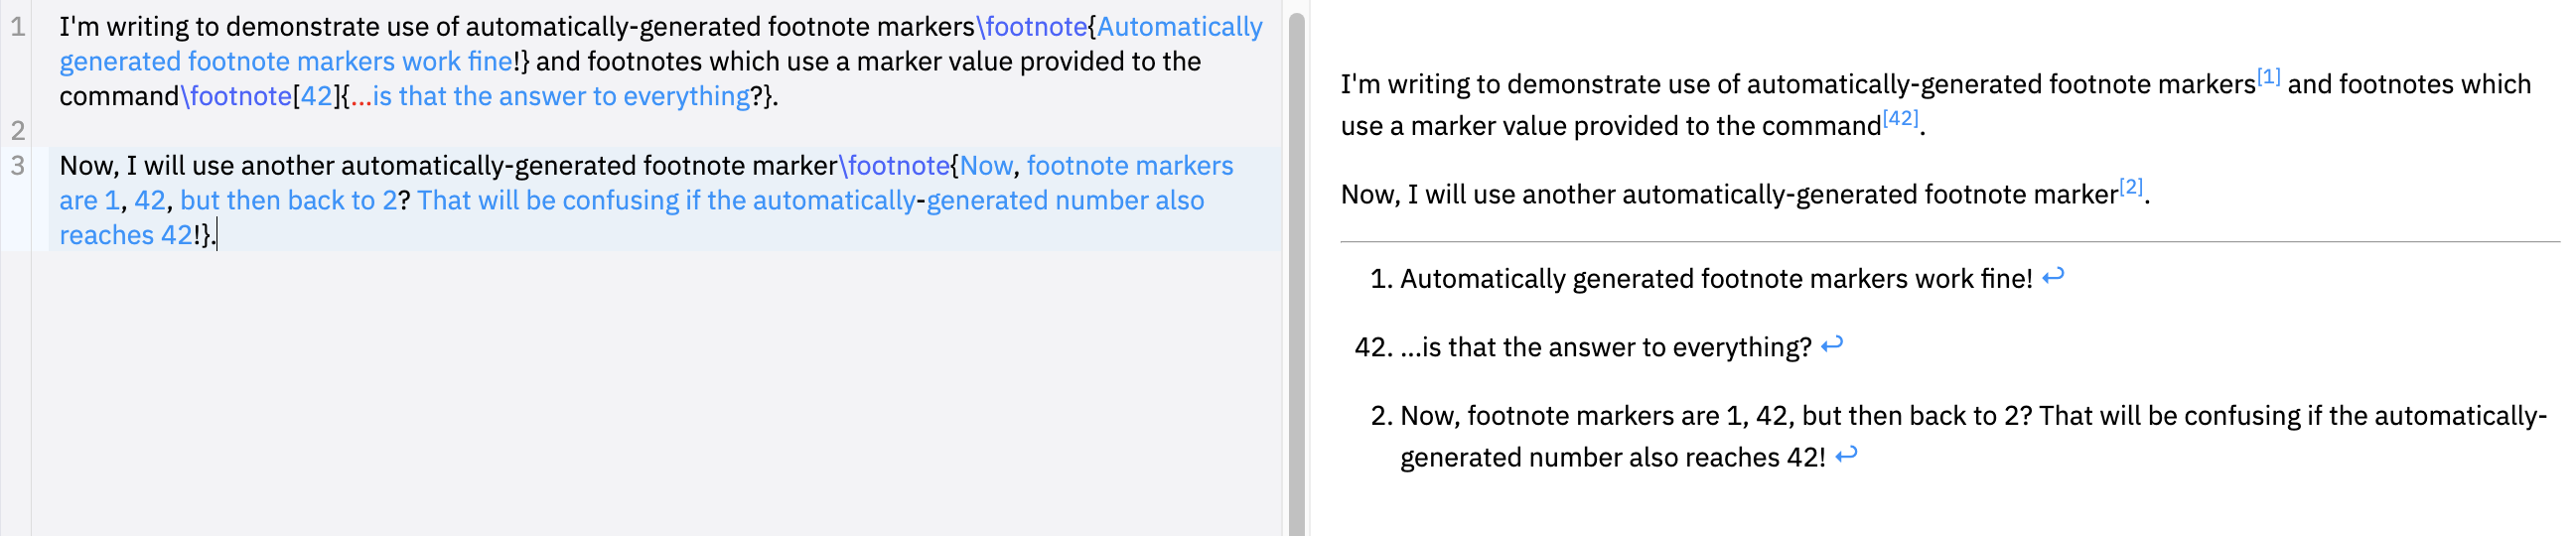 1 I'm writing to demonstrate use of automatically-generated footnote markers\footnote{Automatically
generated footnote markers work fine!} and footnotes which use a marker value provided to the
command\footnote[42]{...is that the answer to everything?}.
2
3 Now, I will use another automatically-generated footnote marker\footnote{Now, footnote markers
are 1, 42, but then back to 2? That will be confusing if the automatically-generated number also
reaches 42!}.
I'm writing to demonstrate use of automatically-generated footnote markers[1] and footnotes which
use a marker value provided to the command[42].
Now, I will use another automatically-generated footnote marker[2].
1. Automatically generated footnote markers work fine! ↩
42. ...is that the answer to everything? ↩
2. Now, footnote markers are 1, 42, but then back to 2? That will be confusing if the automatically-
generated number also reaches 42! ↩